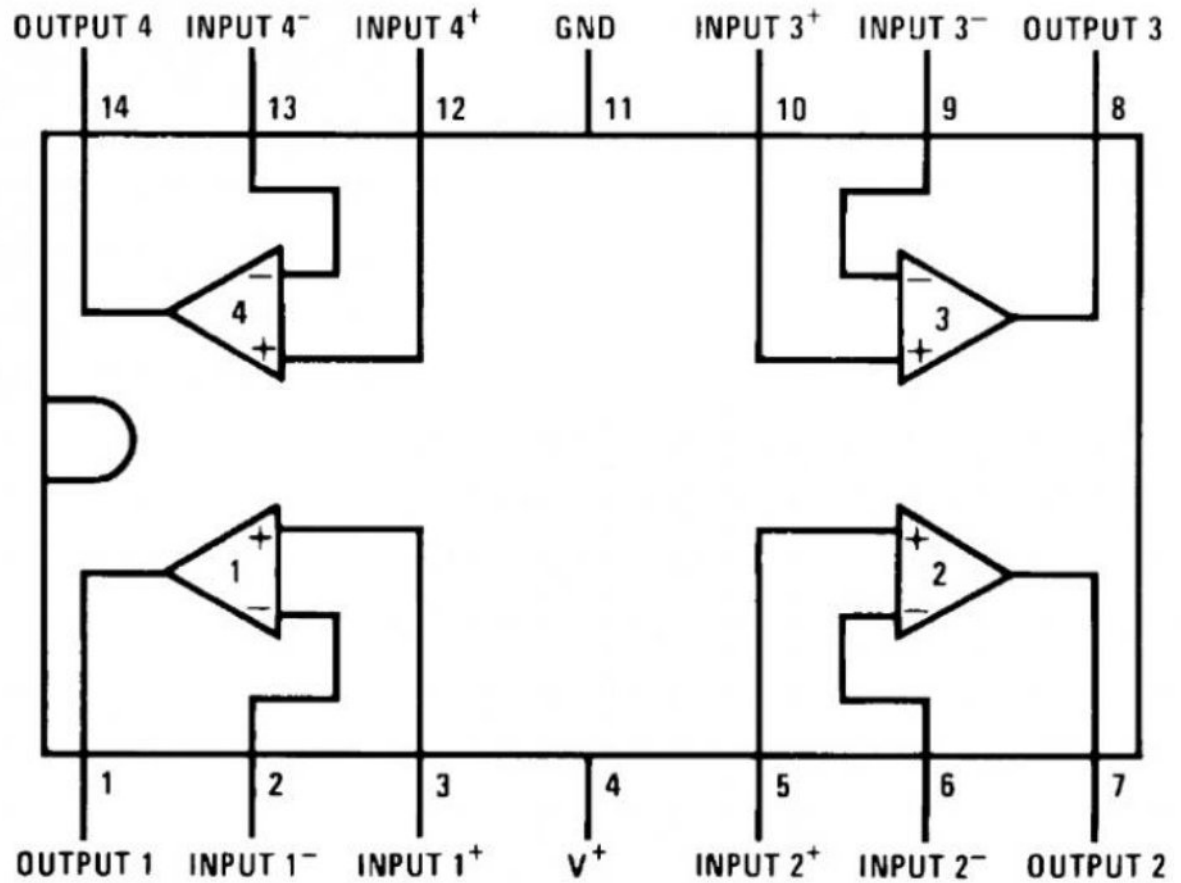 OUTPUT 4 INPUT 4⁻ INPUT 4⁺ GND INPUT 3⁺ INPUT 3⁻ OUTPUT 3
14 13 12 11 10 9 8
− −
4 3
+ +
+ +
1 2
− −
1 2 3 4 5 6 7
OUTPUT 1 INPUT 1⁻ INPUT 1⁺ V⁺ INPUT 2⁺ INPUT 2⁻ OUTPUT 2